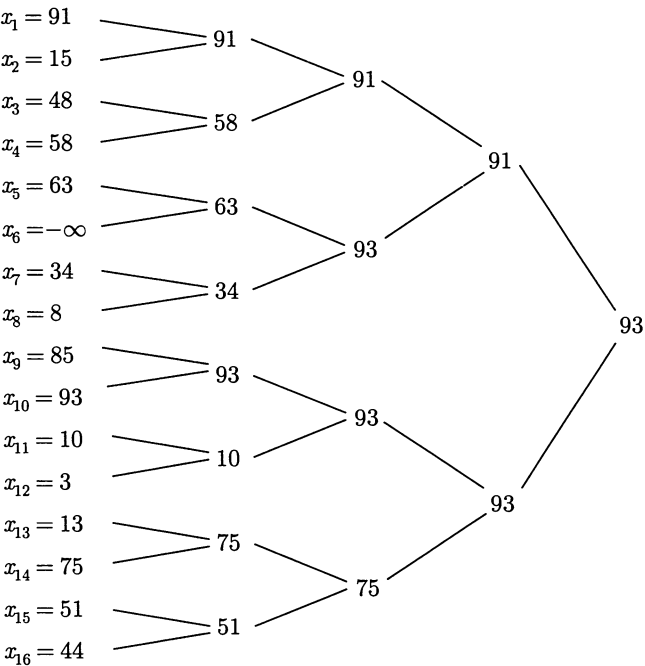 x₁ = 91
x₂ = 15
x₃ = 48
x₄ = 58
x₅ = 63
x₆ =−∞
x₇ = 34
x₈ = 8
x₉ = 85
x₁₀ = 93
x₁₁ = 10
x₁₂ = 3
x₁₃ = 13
x₁₄ = 75
x₁₅ = 51
x₁₆ = 44
91
58
63
34
93
10
75
51
91
93
93
75
91
93
93